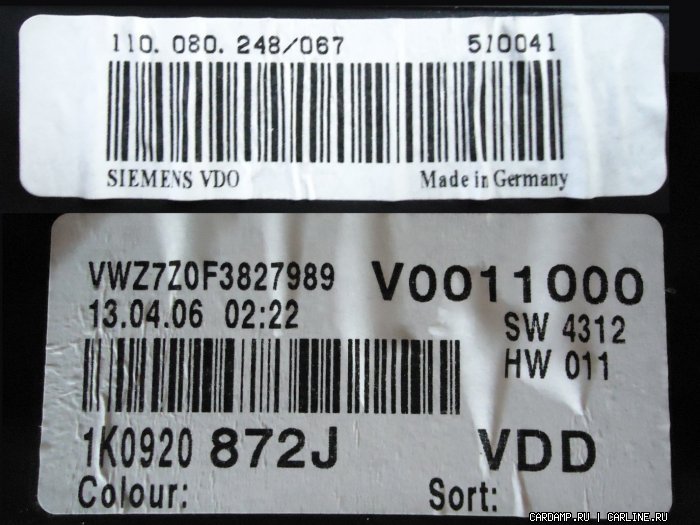 110.080.248/067 510041
SIEMENS VDO Made in Germany
VWZ7Z0F3827989 V0011000
13.04.06 02:22 SW 4312
HW 011
1K0920 872J VDD
Colour: Sort:
CARDAMP.RU | CARLINE.RU